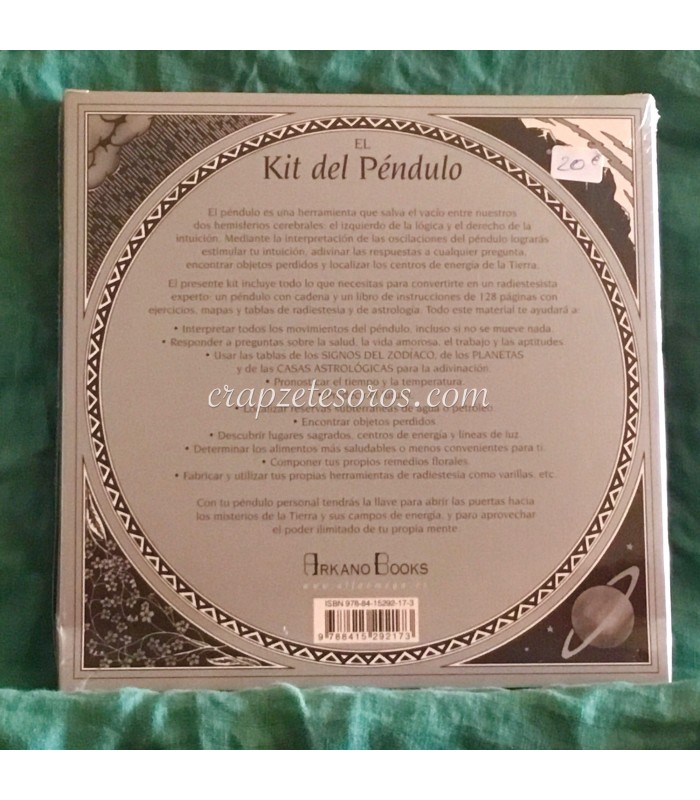 EL
Kit del Péndulo
20 €
El péndulo es una herramienta que salva el vacío entre nuestros
dos hemisferios cerebrales: el izquierdo de la lógica y el derecho de la
intuición. Mediante la interpretación de las oscilaciones del péndulo lograrás
estimular tu intuición, adivinar las respuestas a cualquier pregunta,
encontrar objetos perdidos y localizar los centros de energía de la Tierra.
El presente kit incluye todo lo que necesitas para convertirte en un radiestesista
experto: un péndulo con cadena y un libro de instrucciones de 128 páginas con
ejercicios, mapas y tablas de radiestesia y de astrología. Todo este material te ayudará a:
• Interpretar todos los movimientos del péndulo, incluso si no se mueve nada.
• Responder a preguntas sobre la salud, la vida amorosa, el trabajo y las aptitudes.
• Usar las tablas de los SIGNOS DEL ZODÍACO, de los PLANETAS
y de las CASAS ASTROLÓGICAS para la adivinación.
• Pronosticar el tiempo y la temperatura.
crapzetesoros.com
• Localizar reservas subterráneas de agua o petróleo.
• Encontrar objetos perdidos.
• Descubrir lugares sagrados, centros de energía y líneas de luz.
• Determinar los alimentos más saludables o menos convenientes para ti.
• Componer tus propios remedios florales.
• Fabricar y utilizar tus propias herramientas de radiestesia como varillas, etc.
Con tu péndulo personal tendrás la llave para abrir las puertas hacia
los misterios de la Tierra y sus campos de energía, y para aprovechar
el poder ilimitado de tu propia mente.
ARKANO BOOKS
ISBN 978-84-15292-17-3
9 788415 292173